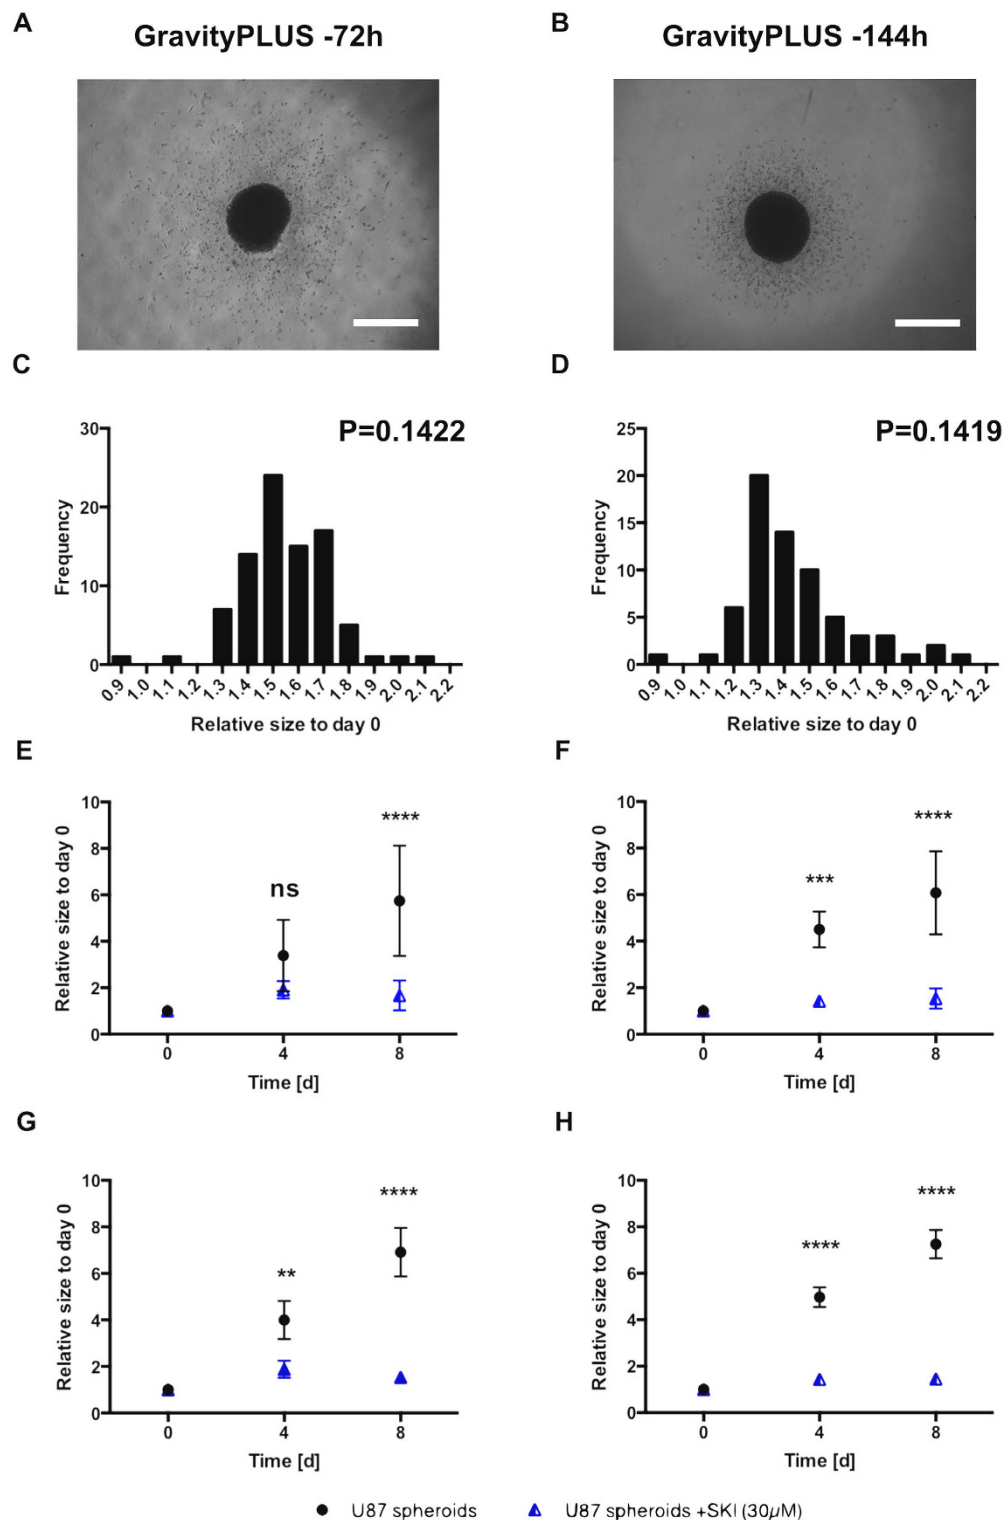 A
GravityPLUS -72h
B
GravityPLUS -144h
C
P=0.1422
30
20
10
0
Frequency
0.9 1.0 1.1 1.2 1.3 1.4 1.5 1.6 1.7 1.8 1.9 2.0 2.1 2.2
Relative size to day 0
D
P=0.1419
25
20
15
10
5
0
Frequency
0.9 1.0 1.1 1.2 1.3 1.4 1.5 1.6 1.7 1.8 1.9 2.0 2.1 2.2
Relative size to day 0
E
10
8
6
4
2
0
Relative size to day 0
ns
****
0 4 8
Time [d]
F
10
8
6
4
2
0
Relative size to day 0
***
****
0 4 8
Time [d]
G
10
8
6
4
2
0
Relative size to day 0
**
****
0 4 8
Time [d]
H
10
8
6
4
2
0
Relative size to day 0
****
****
0 4 8
Time [d]
U87 spheroids
U87 spheroids +SKI (30μM)